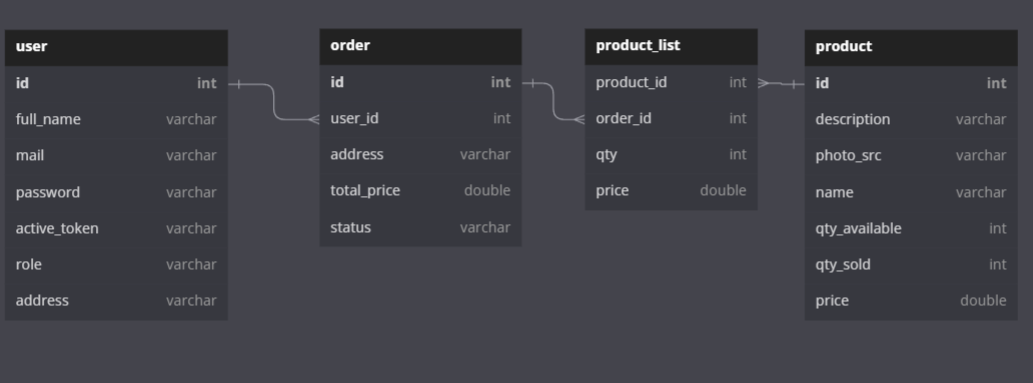 user
id int
full_name varchar
mail varchar
password varchar
active_token varchar
role varchar
address varchar
order
id int
user_id int
address varchar
total_price double
status varchar
product_list
product_id int
order_id int
qty int
price double
product
id int
description varchar
photo_src varchar
name varchar
qty_available int
qty_sold int
price double